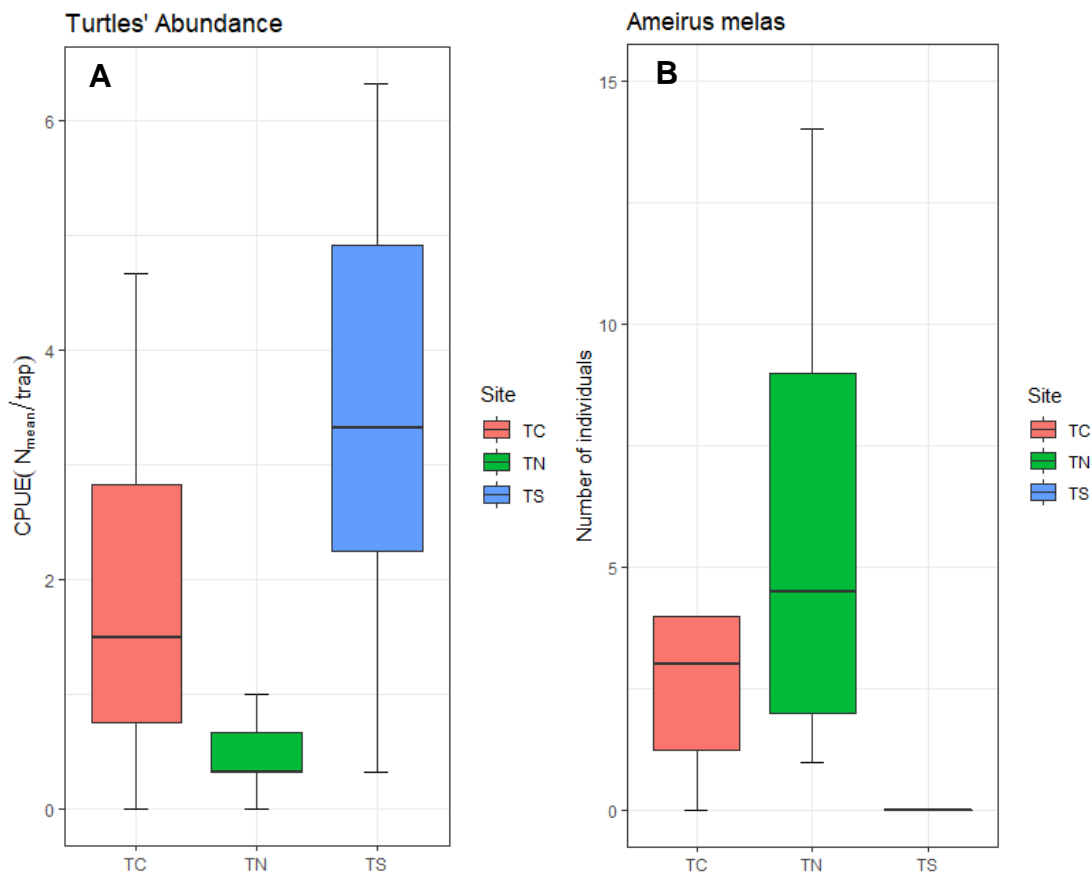 Turtles' Abundance
A
6
4
2
0
CPUE( Nmean/trap)
TC
TN
TS
Site
TC
TN
TS
Ameirus melas
B
15
10
5
0
Number of individuals
TC
TN
TS
Site
TC
TN
TS